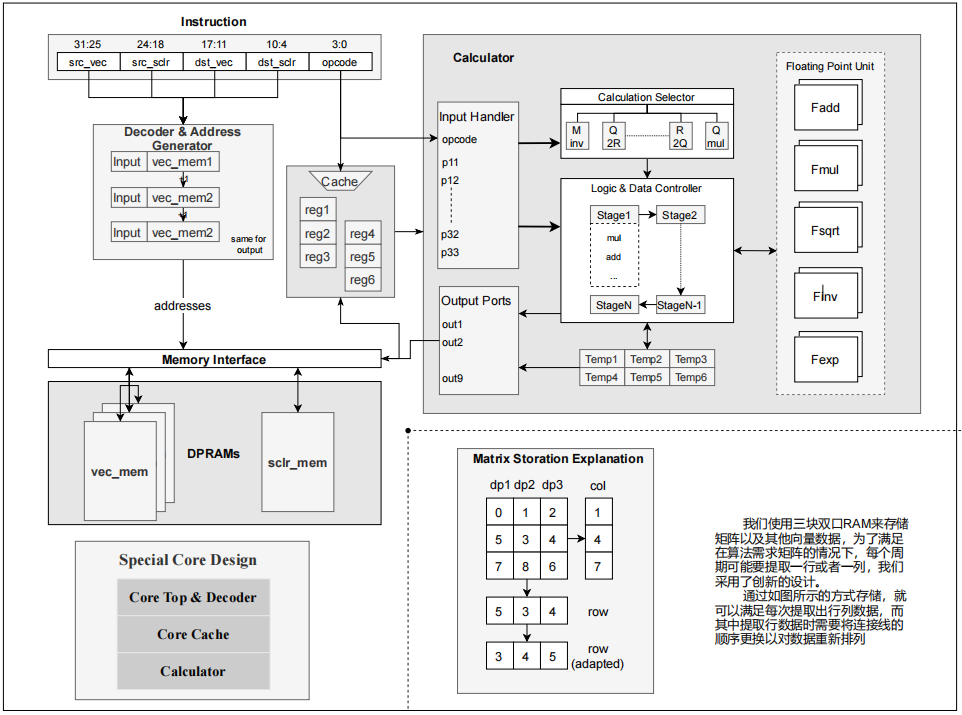 Instruction
31:25 24:18 17:11 10:4 3:0
src_vec src_sclr dst_vec dst_sclr opcode
Decoder & Address
Generator
Input vec_mem1
+1
Input vec_mem2
+1
Input vec_mem2
same for
output
addresses
Cache
reg1
reg2
reg3
reg4
reg5
reg6
Memory Interface
vec_mem
DPRAMs
sclr_mem
Special Core Design
Core Top & Decoder
Core Cache
Calculator
Calculator
Input Handler
opcode
p11
p12
p32
p33
Output Ports
out1
out2
out9
Calculation Selector
M
inv
Q
2R
R
2Q
Q
mul
Logic & Data Controller
Stage1 Stage2
mul
add
...
StageN StageN-1
Temp1 Temp2 Temp3
Temp4 Temp5 Temp6
Floating Point Unit
Fadd
Fmul
Fsqrt
Finv
Fexp
Matrix Storation Explanation
dp1 dp2 dp3 col
0 1 2 1
5 3 4 4
7 8 6 7
5 3 4 row
3 4 5 row
(adapted)
我们使用三块双口RAM来存储
矩阵以及其他向量数据，为了满足
在算法需求矩阵的情况下，每个周
期可能要提取一行或者一列，我们
采用了创新的设计。
通过如图所示的方式存储，就
可以满足每次提取出行列数据，而
其中提取行数据时需要将连接线的
顺序更换以对数据重新排列